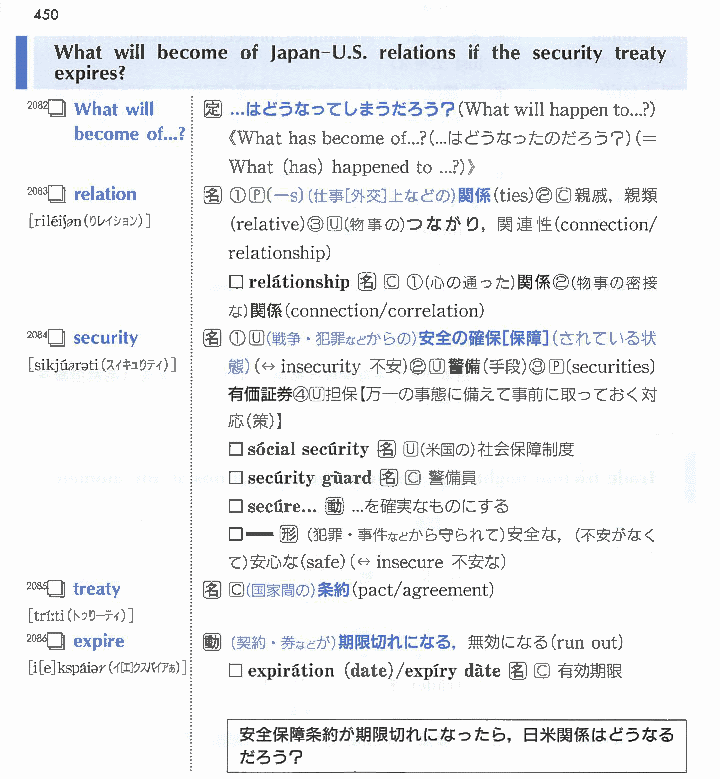 450
What will become of Japan–U.S. relations if the security treaty
expires?
2082 □ What will become of...?
定 …はどうなってしまうだろう?(What will happen to...?)
《What has become of...?(…はどうなったのだろう?)(=
What (has) happened to ...?)》
2083 □ relation
[riléiʃən(リレイション)]
名 ①Ⓟ(—s)(仕事[外交]上などの)関係(ties)②Ⓒ親戚,親類
(relative)③Ⓤ(物事の)つながり,関連性(connection/
relationship)
□ relátionship 名 Ⓒ ①(心の通った)関係②(物事の密接
な)関係(connection/correlation)
2084 □ security
[sikjúərəti(スィキュゥリティ)]
名 ①Ⓤ(戦争・犯罪などからの)安全の確保[保障](されている状
態)(↔ insecurity 不安)②Ⓤ警備(手段)③Ⓟ(securities)
有価証券④Ⓤ担保【万一の事態に備えて事前に取っておく対
応(策)】
□ sócial secúrity 名 Ⓤ(米国の)社会保障制度
□ secúrity gùard 名 Ⓒ 警備員
□ secúre... 動 …を確実なものにする
□ ━━ 形 (犯罪・事件などから守られて)安全な,(不安がなく
て)安心な(safe)(↔ insecure 不安な)
2085 □ treaty
[tríːti(トゥリーティ)]
名 Ⓒ(国家間の)条約(pact/agreement)
2086 □ expire
[i[e]kspáiər(イ[エ]クスパイアぁ)]
動 (契約・券などが)期限切れになる,無効になる(run out)
□ expirátion (date)/expíry dàte 名 Ⓒ 有効期限
安全保障条約が期限切れになったら,日米関係はどうなる
だろう?